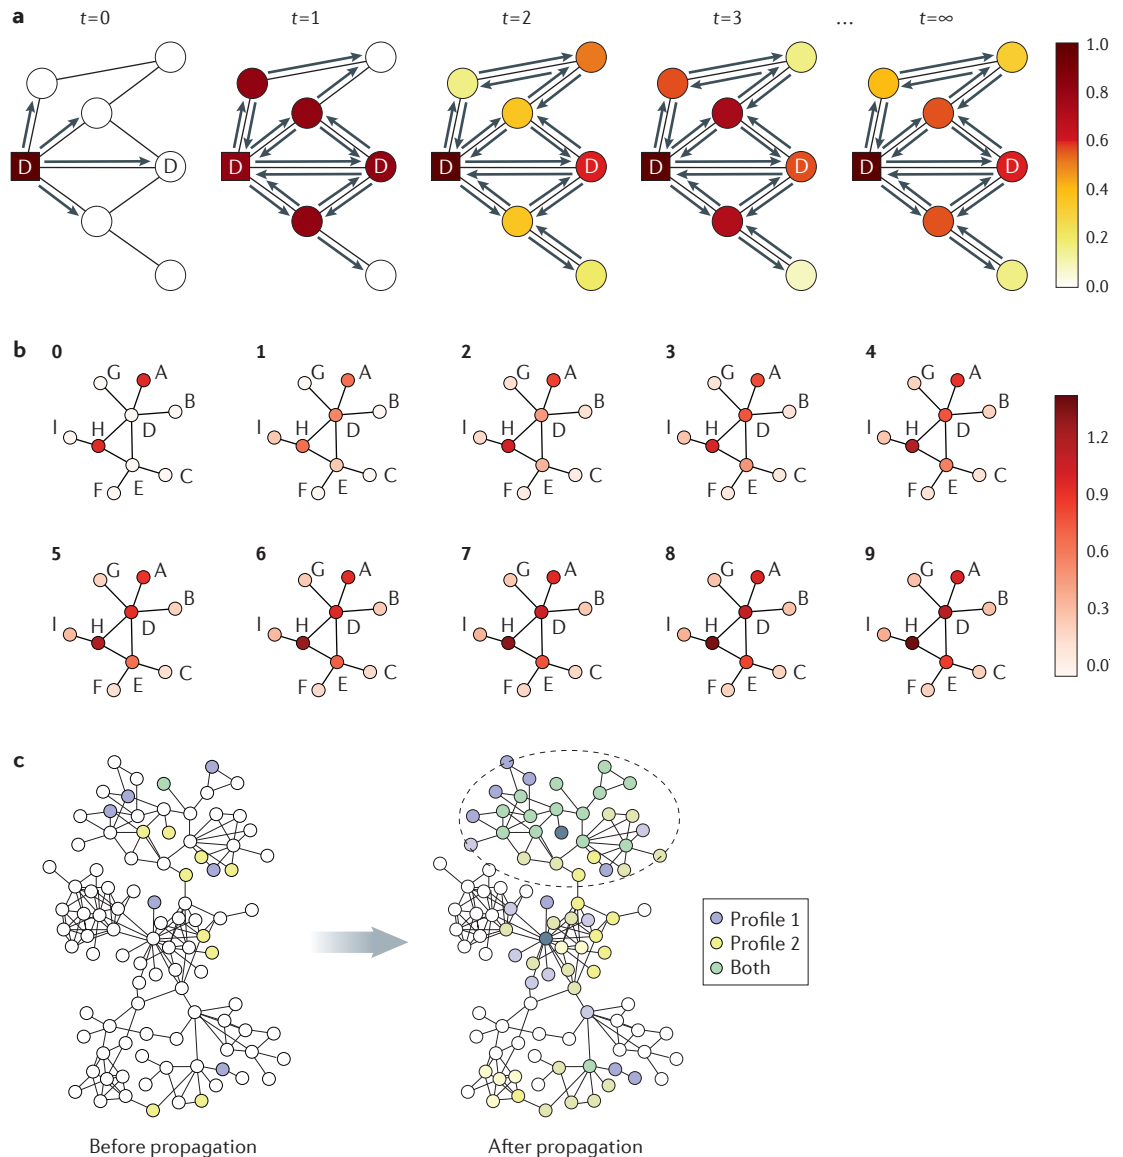 a
t=0 t=1 t=2 t=3 ... t=∞
D D D D D D D D D D
1.0
0.8
0.6
0.4
0.2
0.0
b
0 1 2 3 4
G A G A G A G A G A
B B B B B
I H D I H D I H D I H D I H D
F E C F E C F E C F E C F E C
5 6 7 8 9
G A G A G A G A G A
B B B B B
I H D I H D I H D I H D I H D
F E C F E C F E C F E C F E C
1.2
0.9
0.6
0.3
0.0
c
Profile 1
Profile 2
Both
Before propagation After propagation